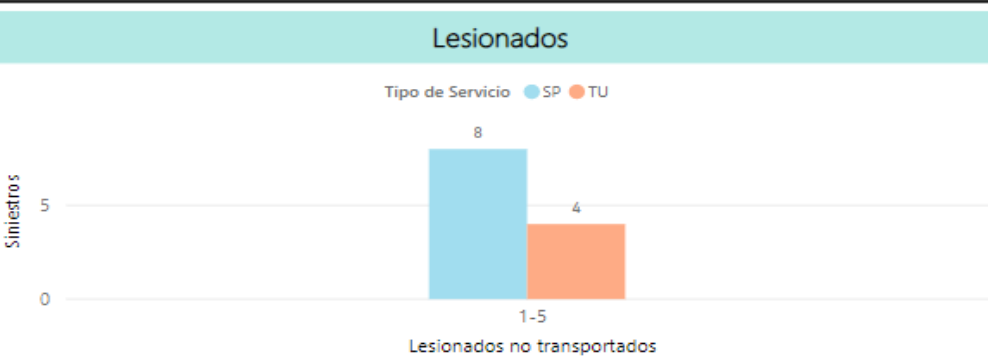 Lesionados
Tipo de Servicio SP TU
8
Siniestros
5
4
0
1-5
Lesionados no transportados